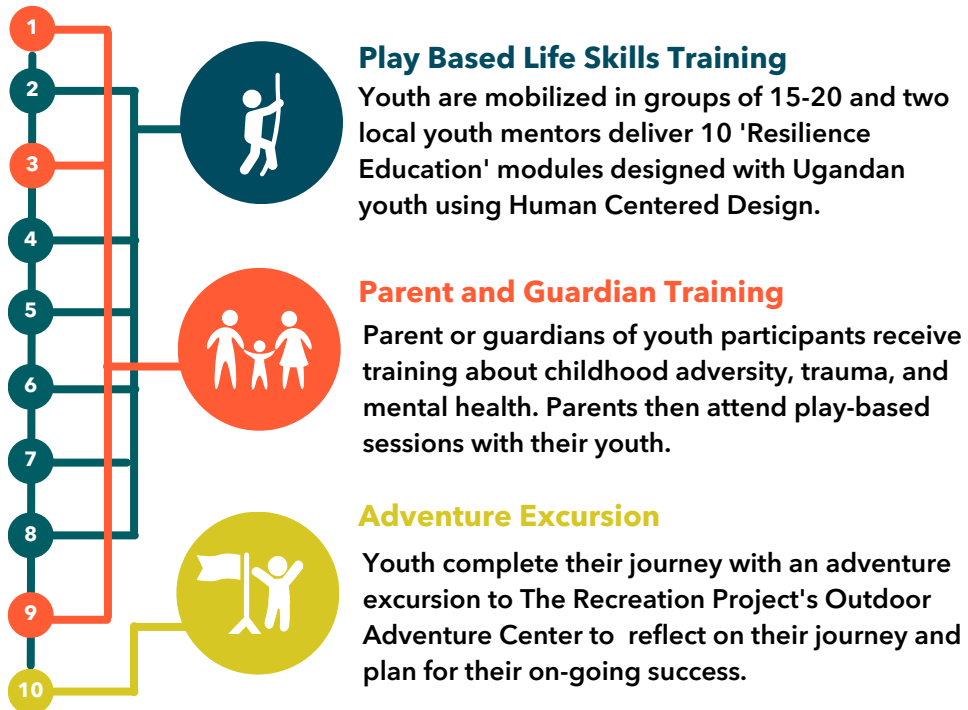 1
2
3
4
5
6
7
8
9
10
Play Based Life Skills Training
Youth are mobilized in groups of 15-20 and two
local youth mentors deliver 10 'Resilience
Education' modules designed with Ugandan
youth using Human Centered Design.
Parent and Guardian Training
Parent or guardians of youth participants receive
training about childhood adversity, trauma, and
mental health. Parents then attend play-based
sessions with their youth.
Adventure Excursion
Youth complete their journey with an adventure
excursion to The Recreation Project's Outdoor
Adventure Center to reflect on their journey and
plan for their on-going success.